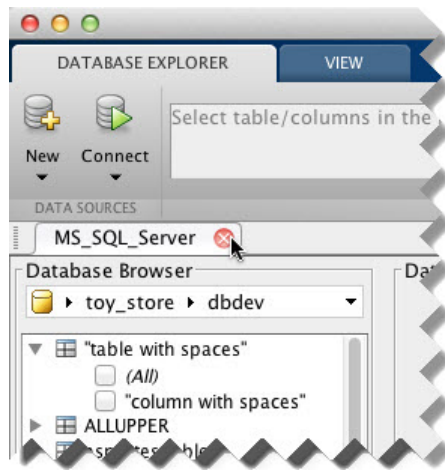 DATABASE EXPLORER
VIEW
Select table/columns in the
New
Connect
DATA SOURCES
MS_SQL_Server
Database Browser
toy_store
dbdev
"table with spaces"
(All)
"column with spaces"
ALLUPPER